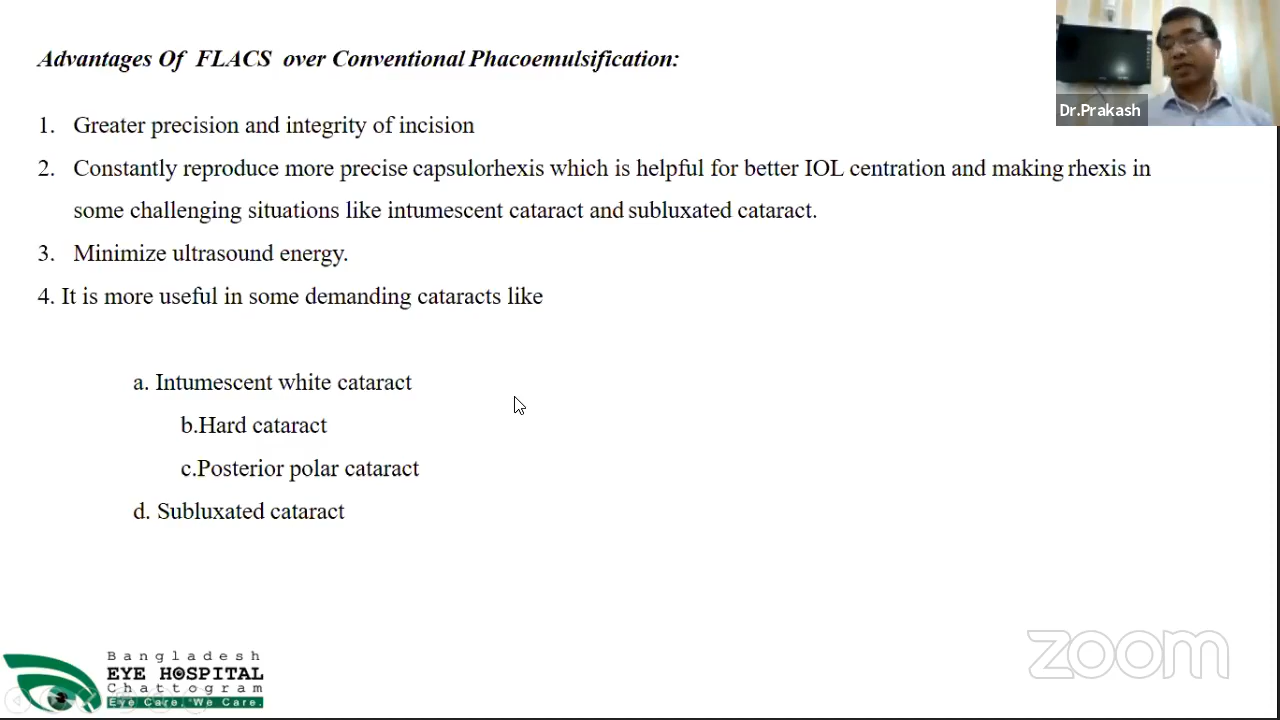 Advantages Of FLACS over Conventional Phacoemulsification:
Dr.Prakash
1. Greater precision and integrity of incision
2. Constantly reproduce more precise capsulorhexis which is helpful for better IOL centration and making rhexis in
some challenging situations like intumescent cataract and subluxated cataract.
3. Minimize ultrasound energy.
4. It is more useful in some demanding cataracts like
a. Intumescent white cataract
b.Hard cataract
c.Posterior polar cataract
d. Subluxated cataract
Bangladesh
EYE HOSPITAL
Chattogram
Eye Care, We Care.
zoom